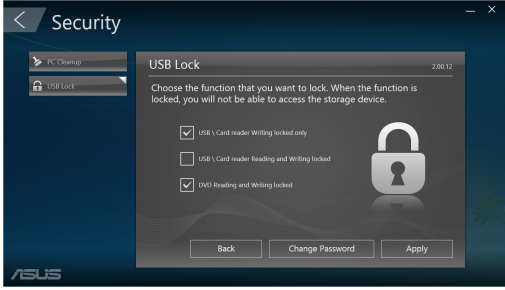 Security
PC Cleanup
USB Lock
USB Lock
2.00.12
Choose the function that you want to lock. When the function is
locked, you will not be able to access the storage device.
USB \ Card reader Writing locked only
USB \ Card reader Reading and Writing locked
DVD Reading and Writing locked
Back
Change Password
Apply
ASUS